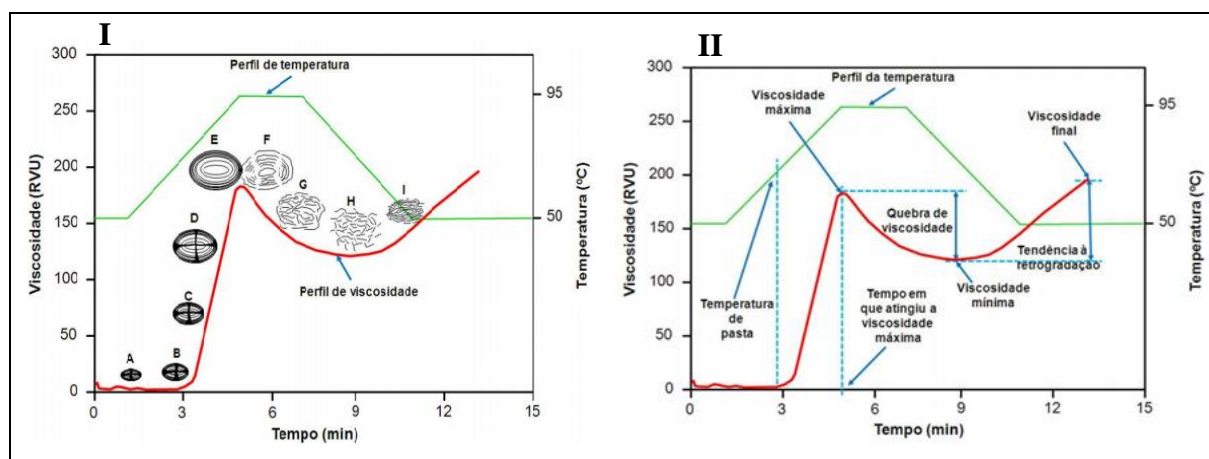 I
300
250
200
150
100
50
0
Viscosidade (RVU)
0
3
6
9
12
15
Tempo (min)
95
50
Temperatura (ºC)
Perfil de temperatura
A
B
C
D
E
F
G
H
I
Perfil de viscosidade
II
300
250
200
150
100
50
0
Viscosidade (RVU)
0
3
6
9
12
15
Tempo (min)
95
50
Temperatura (ºC)
Perfil da temperatura
Viscosidade
máxima
Viscosidade
final
Quebra de
viscosidade
Tendência à
retrogradação
Viscosidade
mínima
Temperatura
de
pasta
Tempo em
que atingiu a
viscosidade
máxima